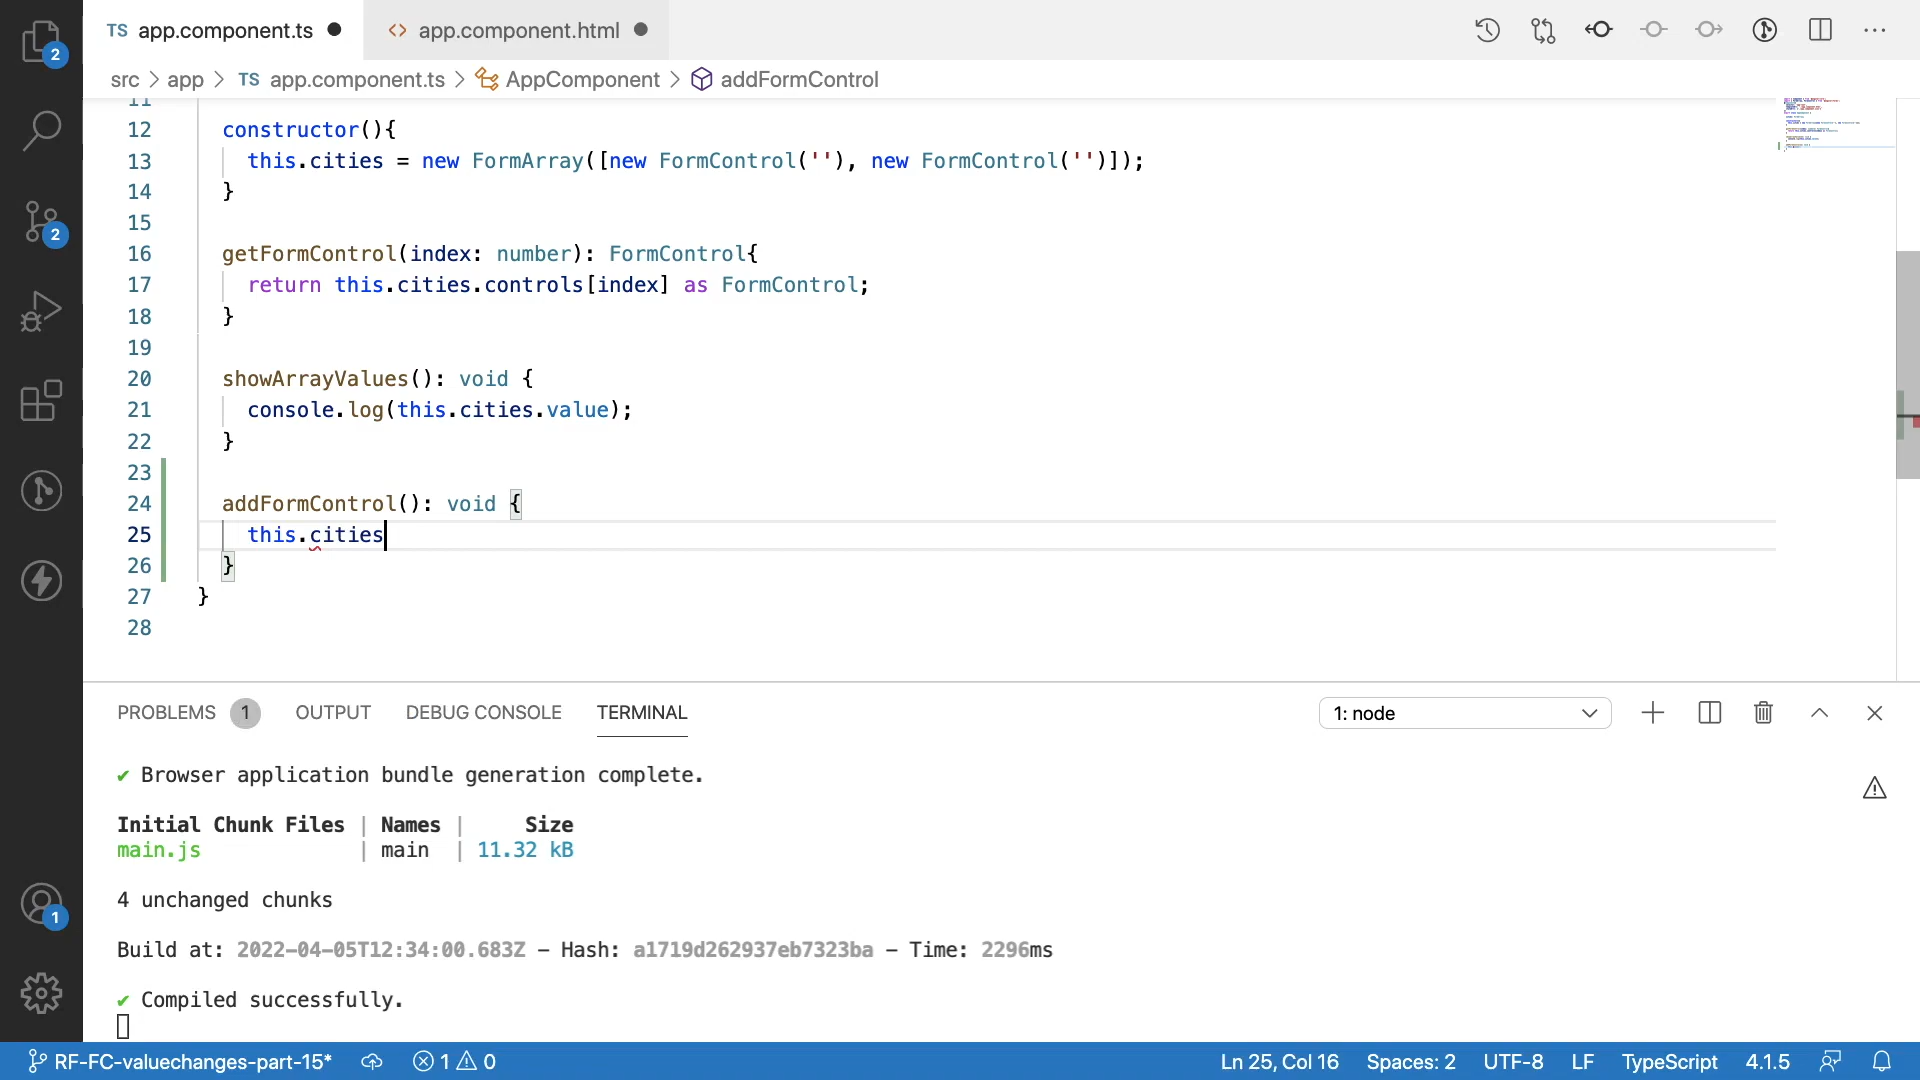 TS app.component.ts
<> app.component.html
src > app > TS app.component.ts > AppComponent > addFormControl
11
12 constructor(){
13 this.cities = new FormArray([new FormControl(''), new FormControl('')]);
14 }
15
16 getFormControl(index: number): FormControl{
17 return this.cities.controls[index] as FormControl;
18 }
19
20 showArrayValues(): void {
21 console.log(this.cities.value);
22 }
23
24 addFormControl(): void {
25 this.cities
26 }
27 }
28
2
2
1
PROBLEMS 1 OUTPUT DEBUG CONSOLE TERMINAL
1: node
✔ Browser application bundle generation complete.
Initial Chunk Files | Names | Size
main.js | main | 11.32 kB
4 unchanged chunks
Build at: 2022-04-05T12:34:00.683Z - Hash: a1719d262937eb7323ba - Time: 2296ms
✔ Compiled successfully.
RF-FC-valuechanges-part-15* 1 0 Ln 25, Col 16 Spaces: 2 UTF-8 LF TypeScript 4.1.5